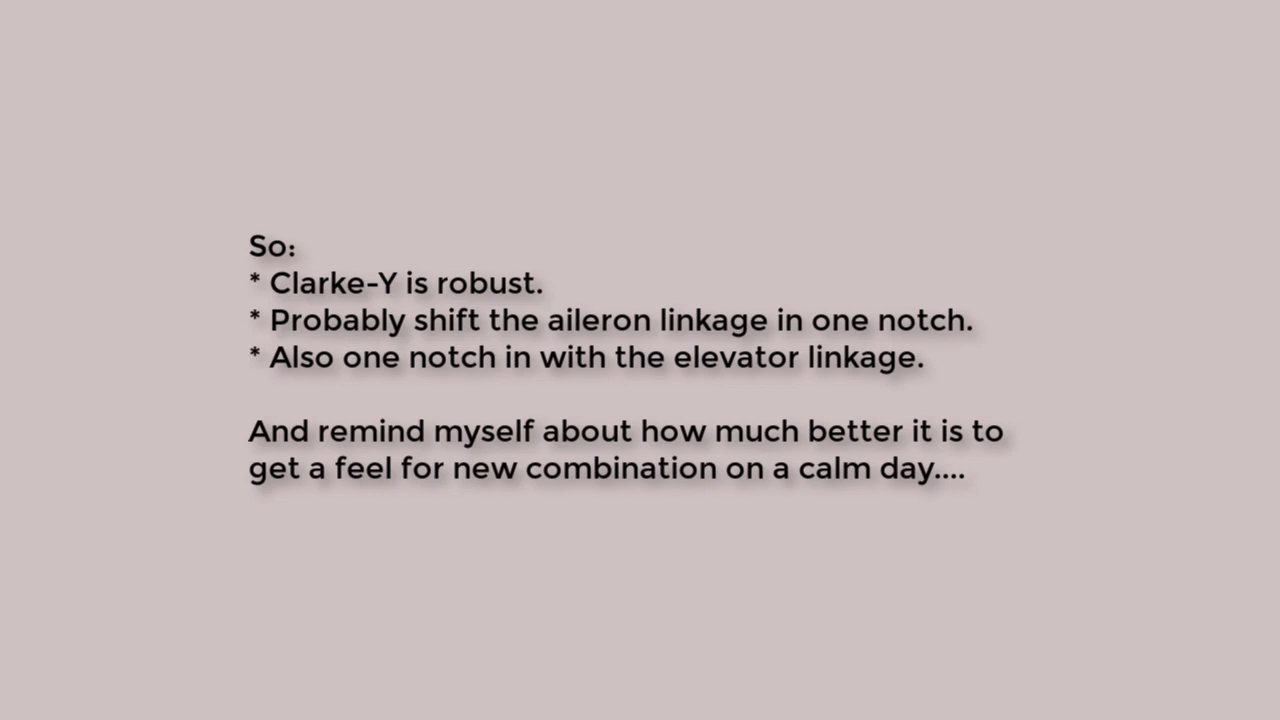 So:
* Clarke-Y is robust.
* Probably shift the aileron linkage in one notch.
* Also one notch in with the elevator linkage.
And remind myself about how much better it is to
get a feel for new combination on a calm day....